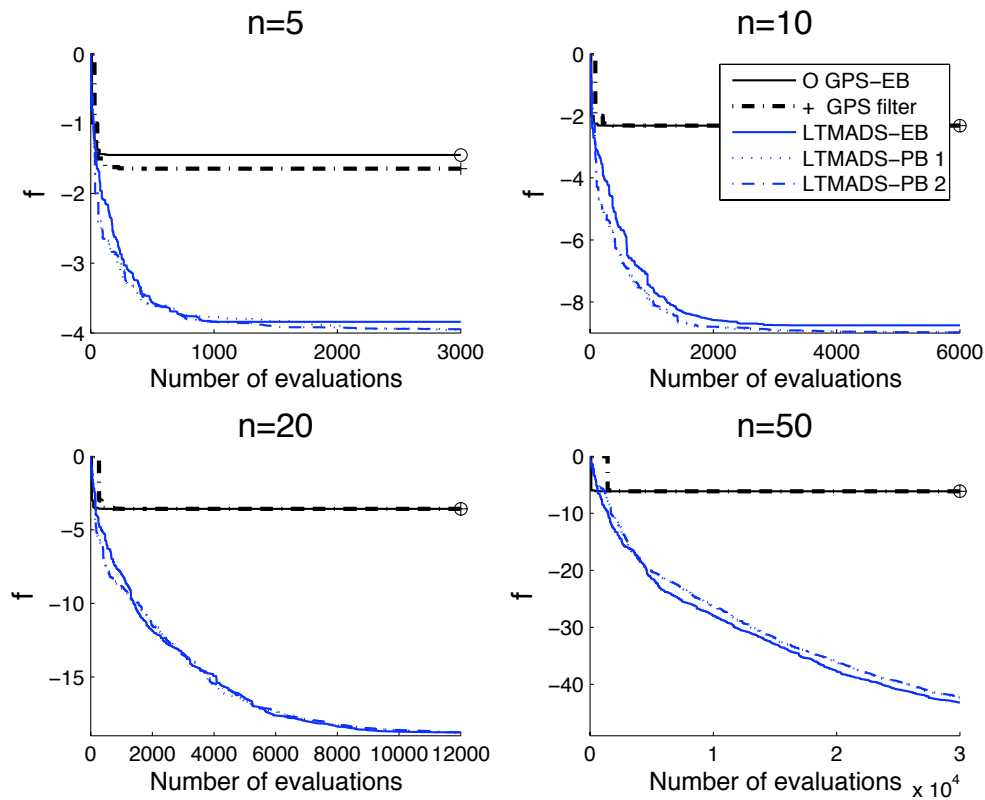 n=5
0
−1
−2
−3
−4
f
0
1000
2000
3000
Number of evaluations
n=10
0
−2
−4
−6
−8
f
0
2000
4000
6000
Number of evaluations
O GPS−EB
+ GPS filter
LTMADS−EB
LTMADS−PB 1
LTMADS−PB 2
n=20
0
−5
−10
−15
f
0
2000
4000
6000
8000
10000
12000
Number of evaluations
n=50
0
−10
−20
−30
−40
f
0
1
2
3
Number of evaluations
x 10^4